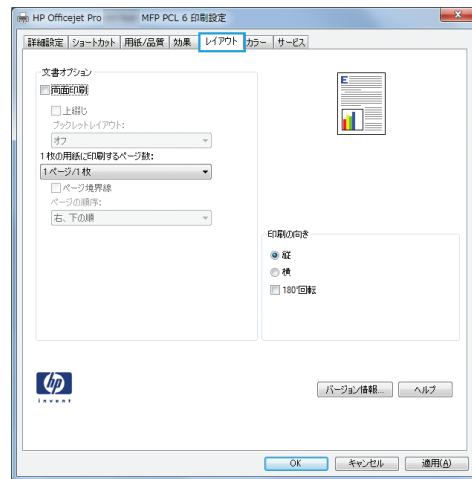 HP Officejet Pro MFP PCL 6 印刷設定
詳細設定 ショートカット 用紙/品質 効果 レイアウト カラー サービス
文書オプション
両面印刷
上綴じ
ブックレットレイアウト:
オフ
1 枚の用紙に印刷するページ数:
1 ページ/1 枚
ページ境界線
ページの順序:
右、下の順
E
印刷の向き
縦
横
180°回転
hp
invent
バージョン情報... ヘルプ
OK キャンセル 適用(A)